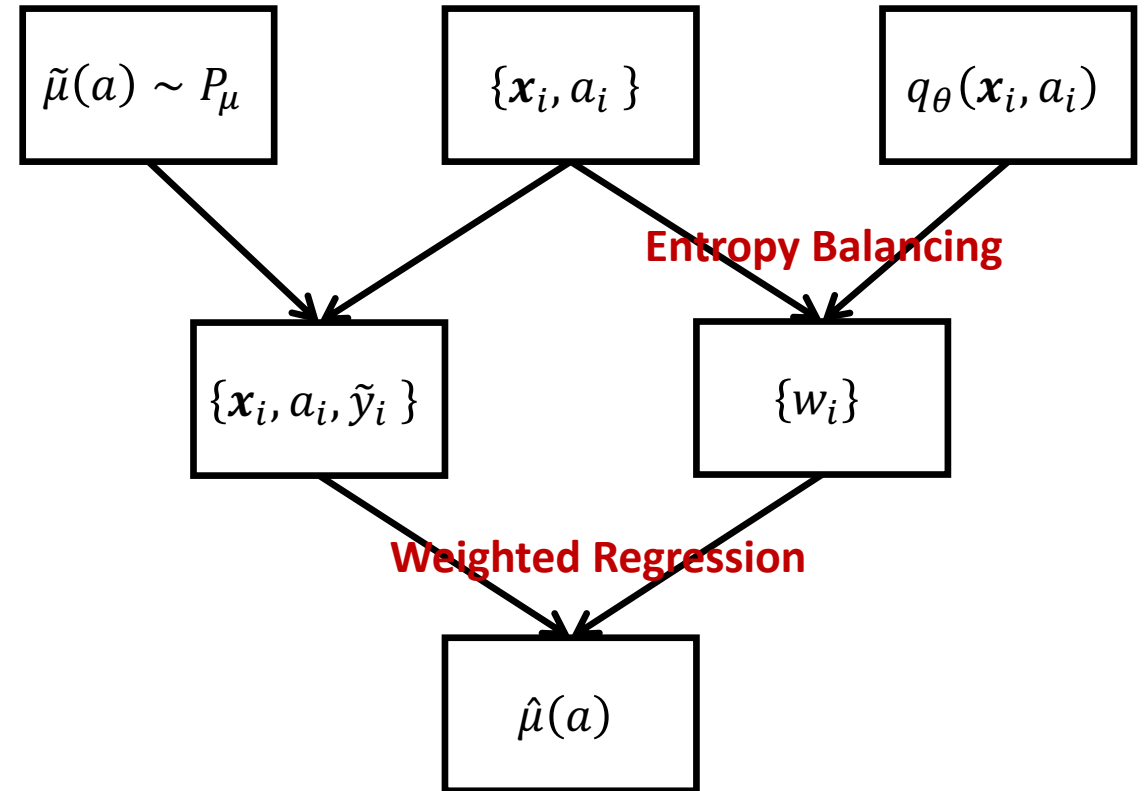 μ̃(a) ~ P_μ
{𝒙_i, a_i }
q_θ(𝒙_i, a_i)
Entropy Balancing
{𝒙_i, a_i, ỹ_i }
{w_i}
Weighted Regression
μ̂(a)